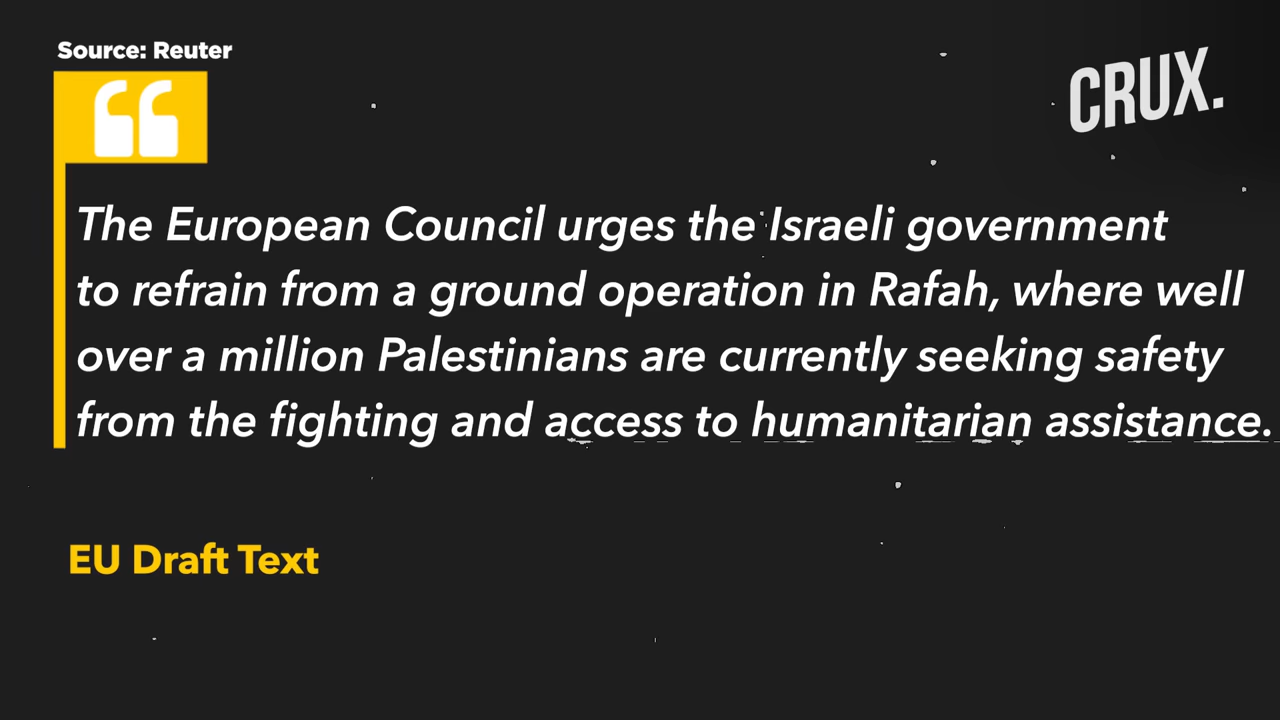 Source: Reuter
CRUX.
The European Council urges the Israeli government
to refrain from a ground operation in Rafah, where well
over a million Palestinians are currently seeking safety
from the fighting and access to humanitarian assistance.
EU Draft Text